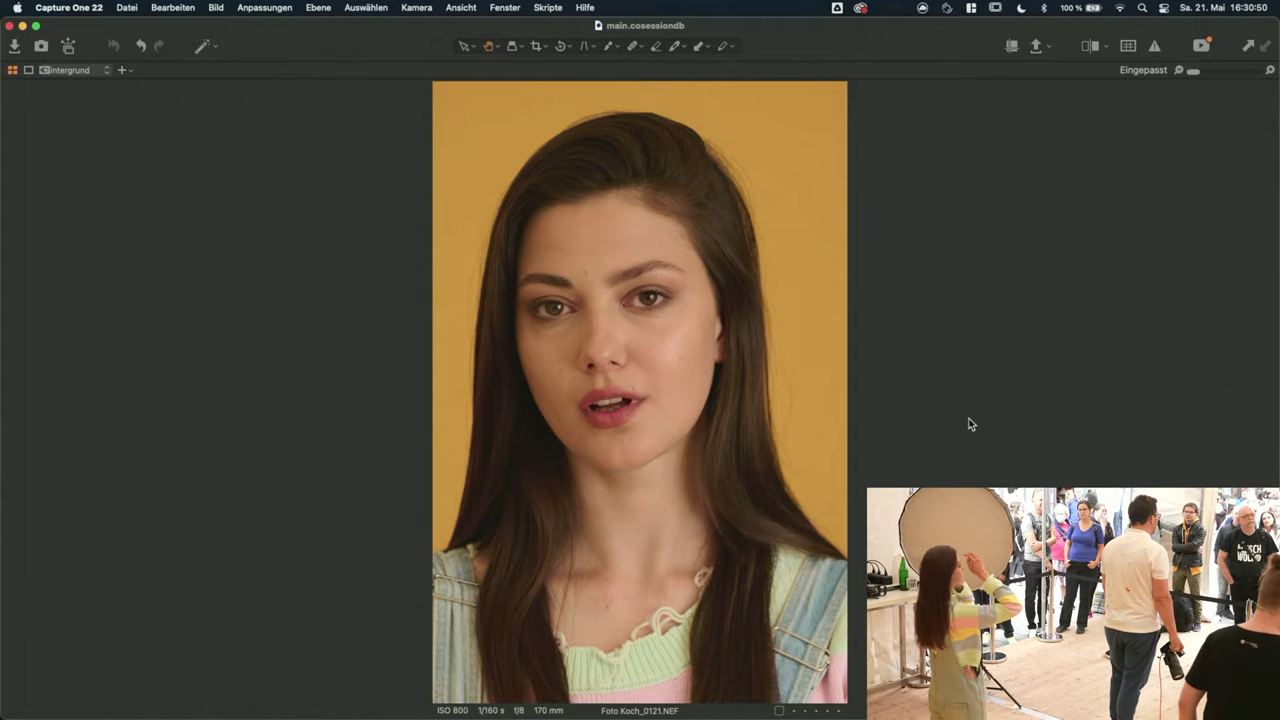 Capture One 22 Datei Bearbeiten Bild Anpassungen Ebene Auswählen Kamera Ansicht Fenster Skripte Hilfe 100 % Sa. 21. Mai 16:30:50
main.cosessiondb
Hintergrund Eingepasst
ISO 800 1/160 s f/8 170 mm Foto Koch_0121.NEF